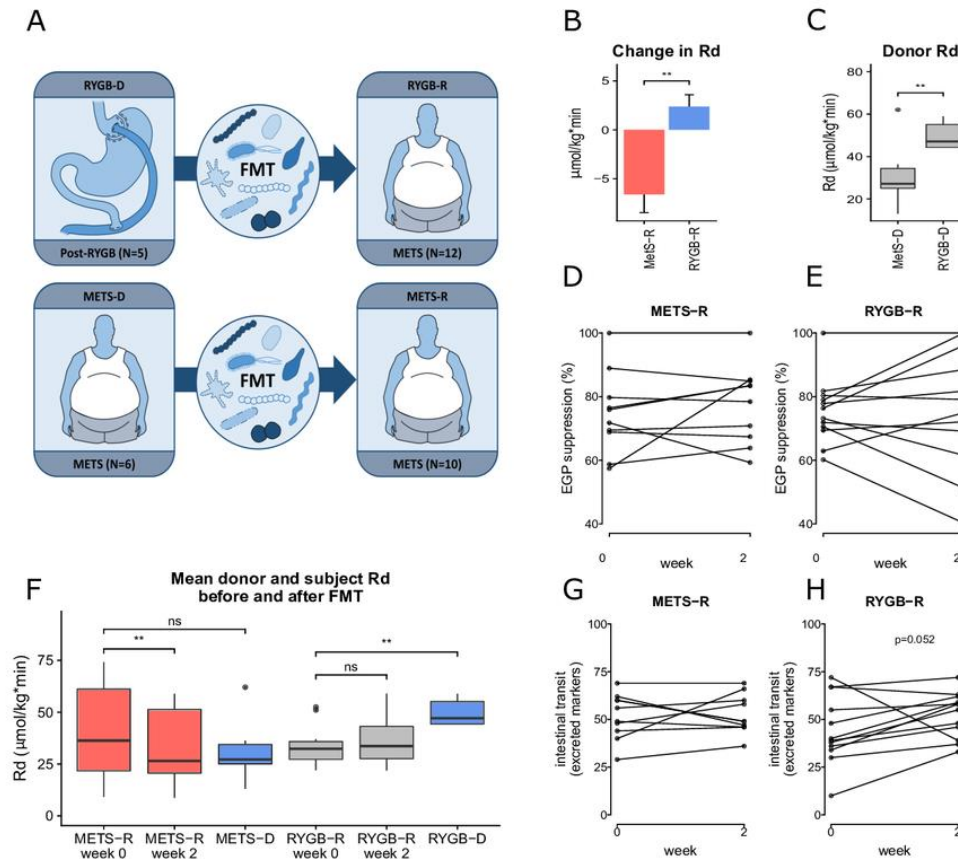 A
RYGB-D
Post-RYGB (N=5)
FMT
RYGB-R
METS (N=12)
METS-D
METS (N=6)
FMT
METS-R
METS (N=10)
B
Change in Rd
µmol/kg*min
5
0
−5
**
MetS-R
RYGB-R
C
Donor Rd
Rd (µmol/kg*min)
80
60
40
20
**
MetS-D
RYGB-D
D
METS−R
EGP suppression (%)
100
80
60
40
0
2
week
E
RYGB−R
EGP suppression (%)
100
80
60
40
0
2
week
F
Mean donor and subject Rd
before and after FMT
Rd (µmol/kg*min)
75
50
25
0
ns
**
**
ns
METS−R
week 0
METS−R
week 2
METS−D
RYGB−R
week 0
RYGB−R
week 2
RYGB−D
G
METS−R
intestinal transit
(excreted markers)
100
75
50
25
0
0
2
week
H
RYGB−R
p=0.052
intestinal transit
(excreted markers)
100
75
50
25
0
0
2
week